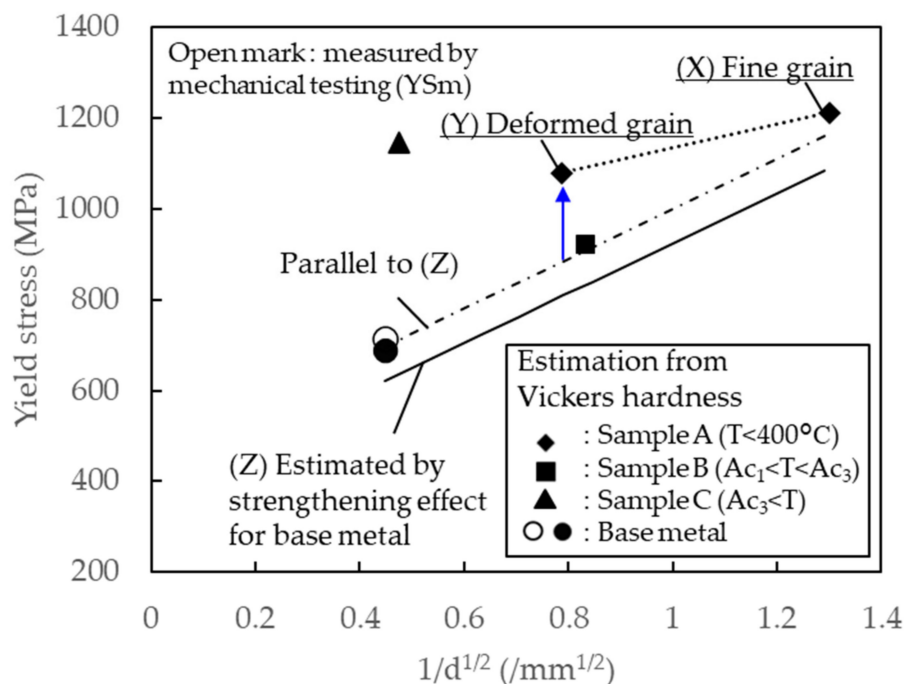 1400
1200
1000
800
600
400
200
Yield stress (MPa)
Open mark : measured by
mechanical testing (YSm)
(X) Fine grain
(Y) Deformed grain
Parallel to (Z)
(Z) Estimated by
strengthening effect
for base metal
Estimation from
Vickers hardness
: Sample A (T<400°C)
: Sample B (Ac₁<T<Ac₃)
: Sample C (Ac₃<T)
: Base metal
0 0.2 0.4 0.6 0.8 1 1.2 1.4
1/d^1/2 (/mm^1/2)